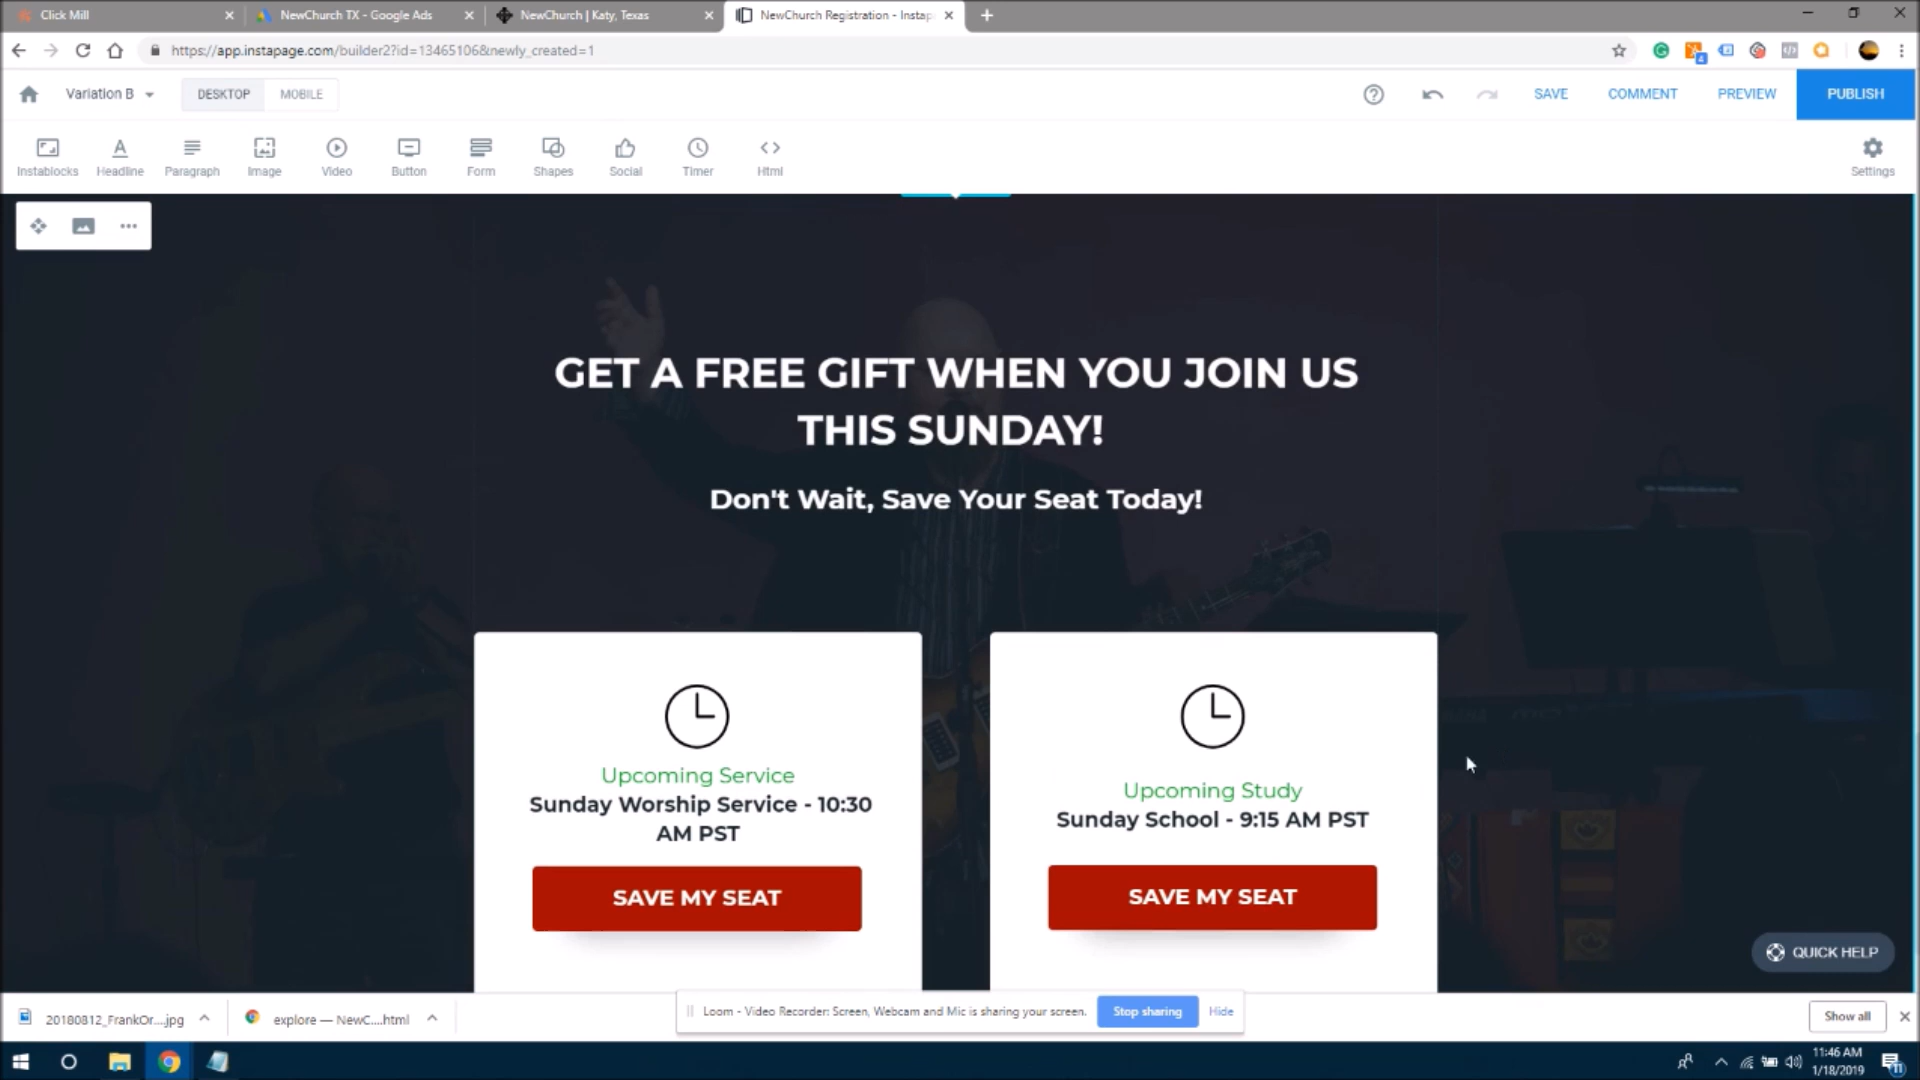 Click Mill
NewChurch TX - Google Ads
NewChurch | Katy, Texas
NewChurch Registration - Instap
https://app.instapage.com/builder2?id=13465106&newly_created=1
Variation B
DESKTOP
MOBILE
SAVE
COMMENT
PREVIEW
PUBLISH
Instablocks
Headline
Paragraph
Image
Video
Button
Form
Shapes
Social
Timer
Html
Settings
GET A FREE GIFT WHEN YOU JOIN US
THIS SUNDAY!
Don't Wait, Save Your Seat Today!
Upcoming Service
Sunday Worship Service - 10:30
AM PST
SAVE MY SEAT
Upcoming Study
Sunday School - 9:15 AM PST
SAVE MY SEAT
QUICK HELP
20180812_FrankOr....jpg
explore — NewC....html
Loom - Video Recorder: Screen, Webcam and Mic is sharing your screen.
Stop sharing
Hide
Show all
11:46 AM
1/18/2019